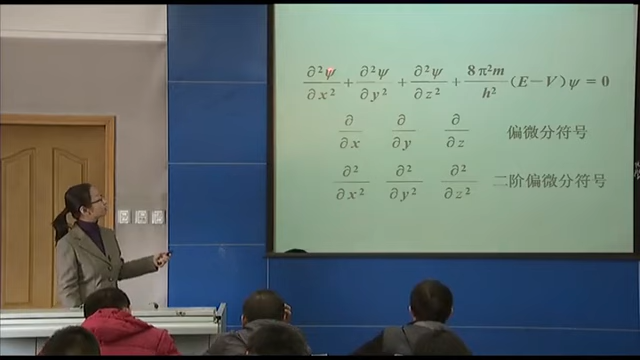 ∂²ψ/∂x² + ∂²ψ/∂y² + ∂²ψ/∂z² + 8π²m/h² (E−V)ψ = 0
∂/∂x ∂/∂y ∂/∂z 偏微分符号
∂²/∂x² ∂²/∂y² ∂²/∂z² 二阶偏微分符号